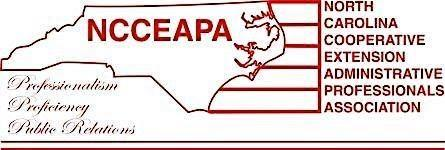 NCCEAPA
Professionalism
Proficiency
Public Relations
NORTH
CAROLINA
COOPERATIVE
EXTENSION
ADMINISTRATIVE
PROFESSIONALS
ASSOCIATION